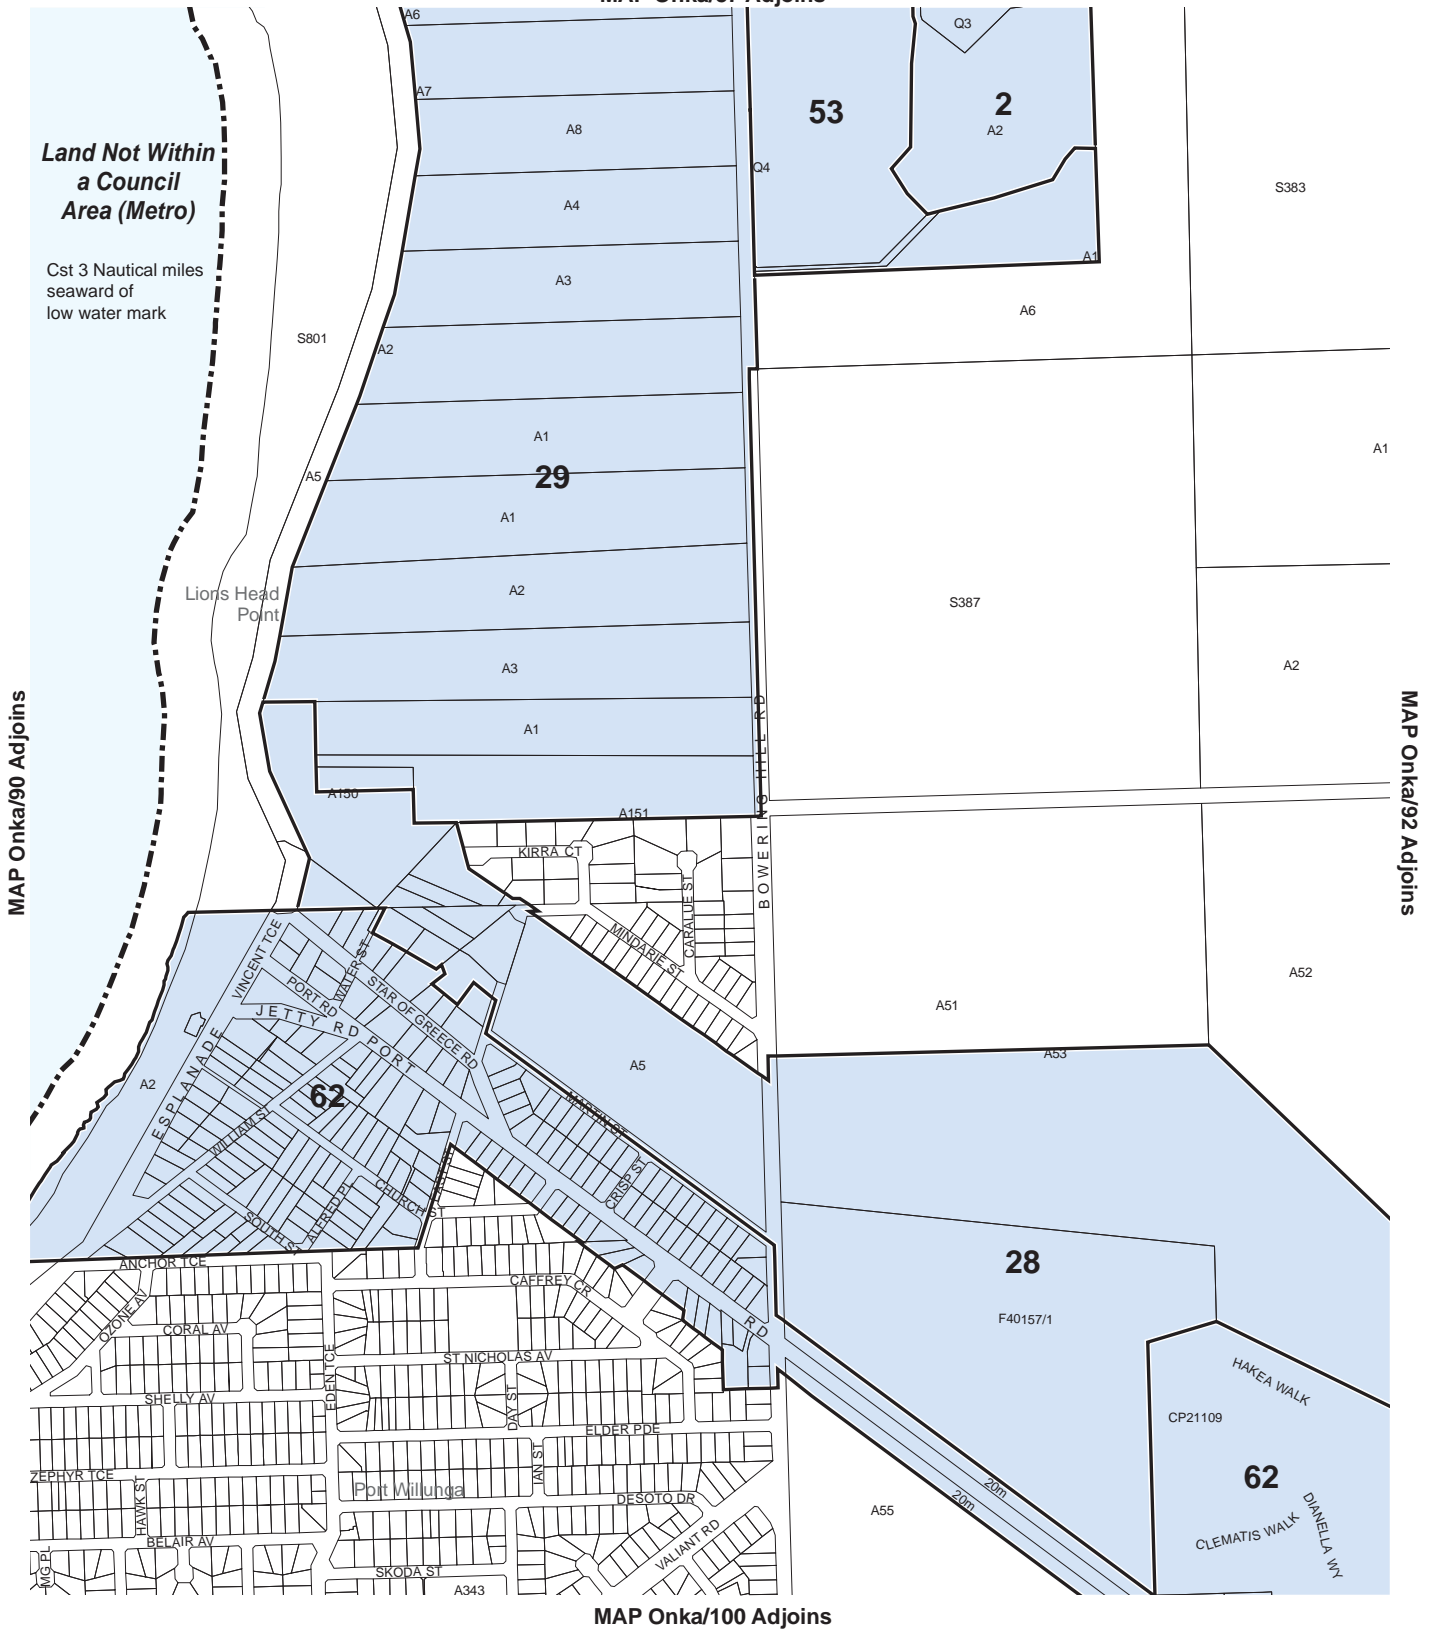 A6
Q3
A7
53
2
A2
A8
Land Not Within
a Council
Area (Metro)
Q4
S383
A4
Cst 3 Nautical miles
seaward of
low water mark
A1
A3
A6
S801
A2
A1
A1
29
A5
A1
Lions Head
Point
A2
S387
A3
A2
MAP Onka/90 Adjoins
MAP Onka/92 Adjoins
A1
BOWERING HILL RD
A150
A151
KIRRA CT
CARALUE ST
MINDARIE ST
VINCENT TCE
WATER ST
PORT RD
STAR OF GREECE RD
JETTY RD
PORT
RD
A52
A51
A53
A5
A2
ESPLANADE
62
MARTIN CT
WILLIAM ST
CRISP ST
CHURCH ST
ALFRED PL
SOUTH ST
28
ANCHOR TCE
CAFFREY CR
OZONE AV
CORAL AV
F40157/1
EDEN TCE
ST NICHOLAS AV
HAKEA WALK
SHELLY AV
DAY ST
CP21109
ELDER PDE
ZEPHYR TCE
IAN ST
HAWK ST
Port Willunga
62
20m
20m
DESOTO DR
A55
DIANELLA WY
CLEMATIS WALK
VALIANT RD
BELAIR AV
MG PL
SKODA ST
A343
MAP Onka/100 Adjoins